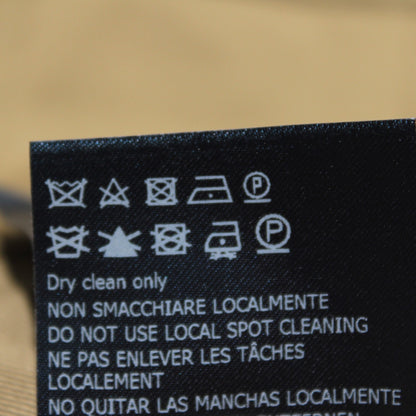 P
P
Dry clean only
NON SMACCHIARE LOCALMENTE
DO NOT USE LOCAL SPOT CLEANING
NE PAS ENLEVER LES TÂCHES
LOCALEMENT
NO QUITAR LAS MANCHAS LOCALMENTE